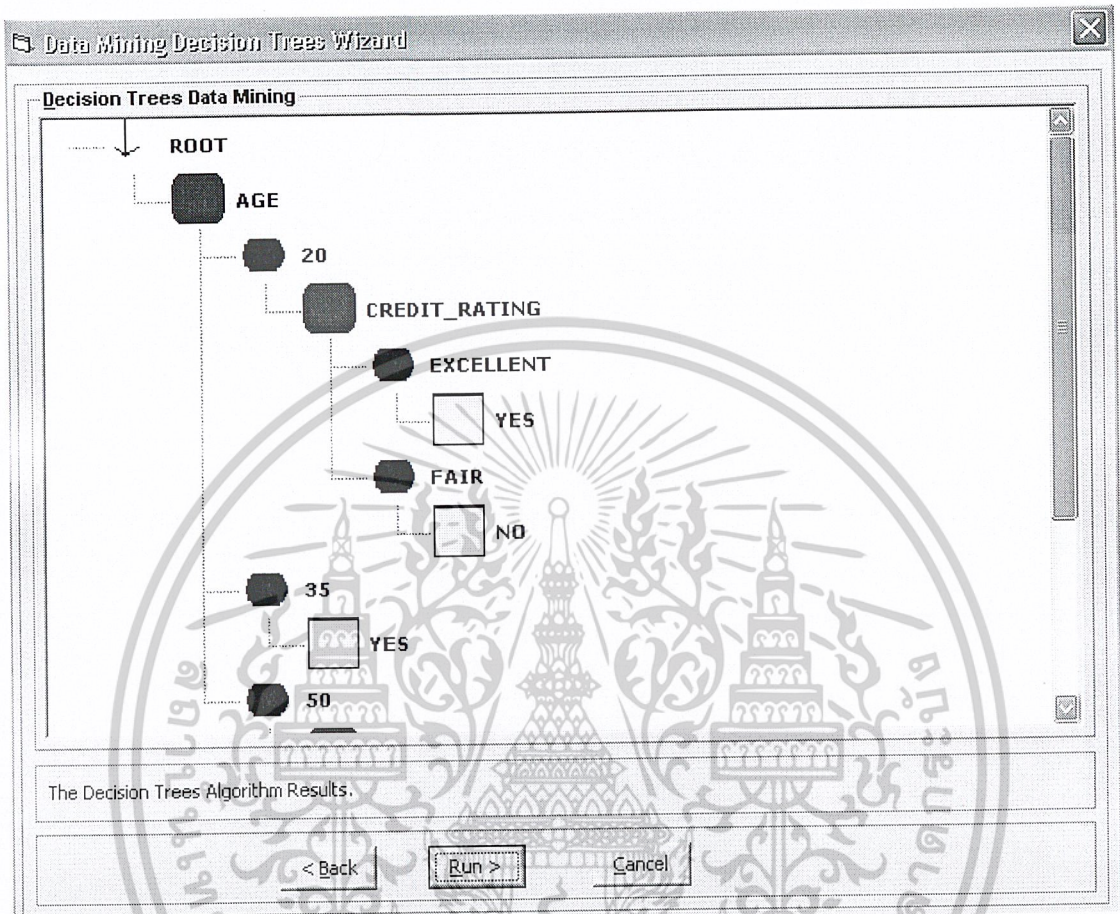 Data Mining Decision Trees Wizard
Decision Trees Data Mining
ROOT
AGE
20
CREDIT_RATING
EXCELLENT
YES
FAIR
NO
35
YES
50
The Decision Trees Algorithm Results.
< Back
Run >
Cancel